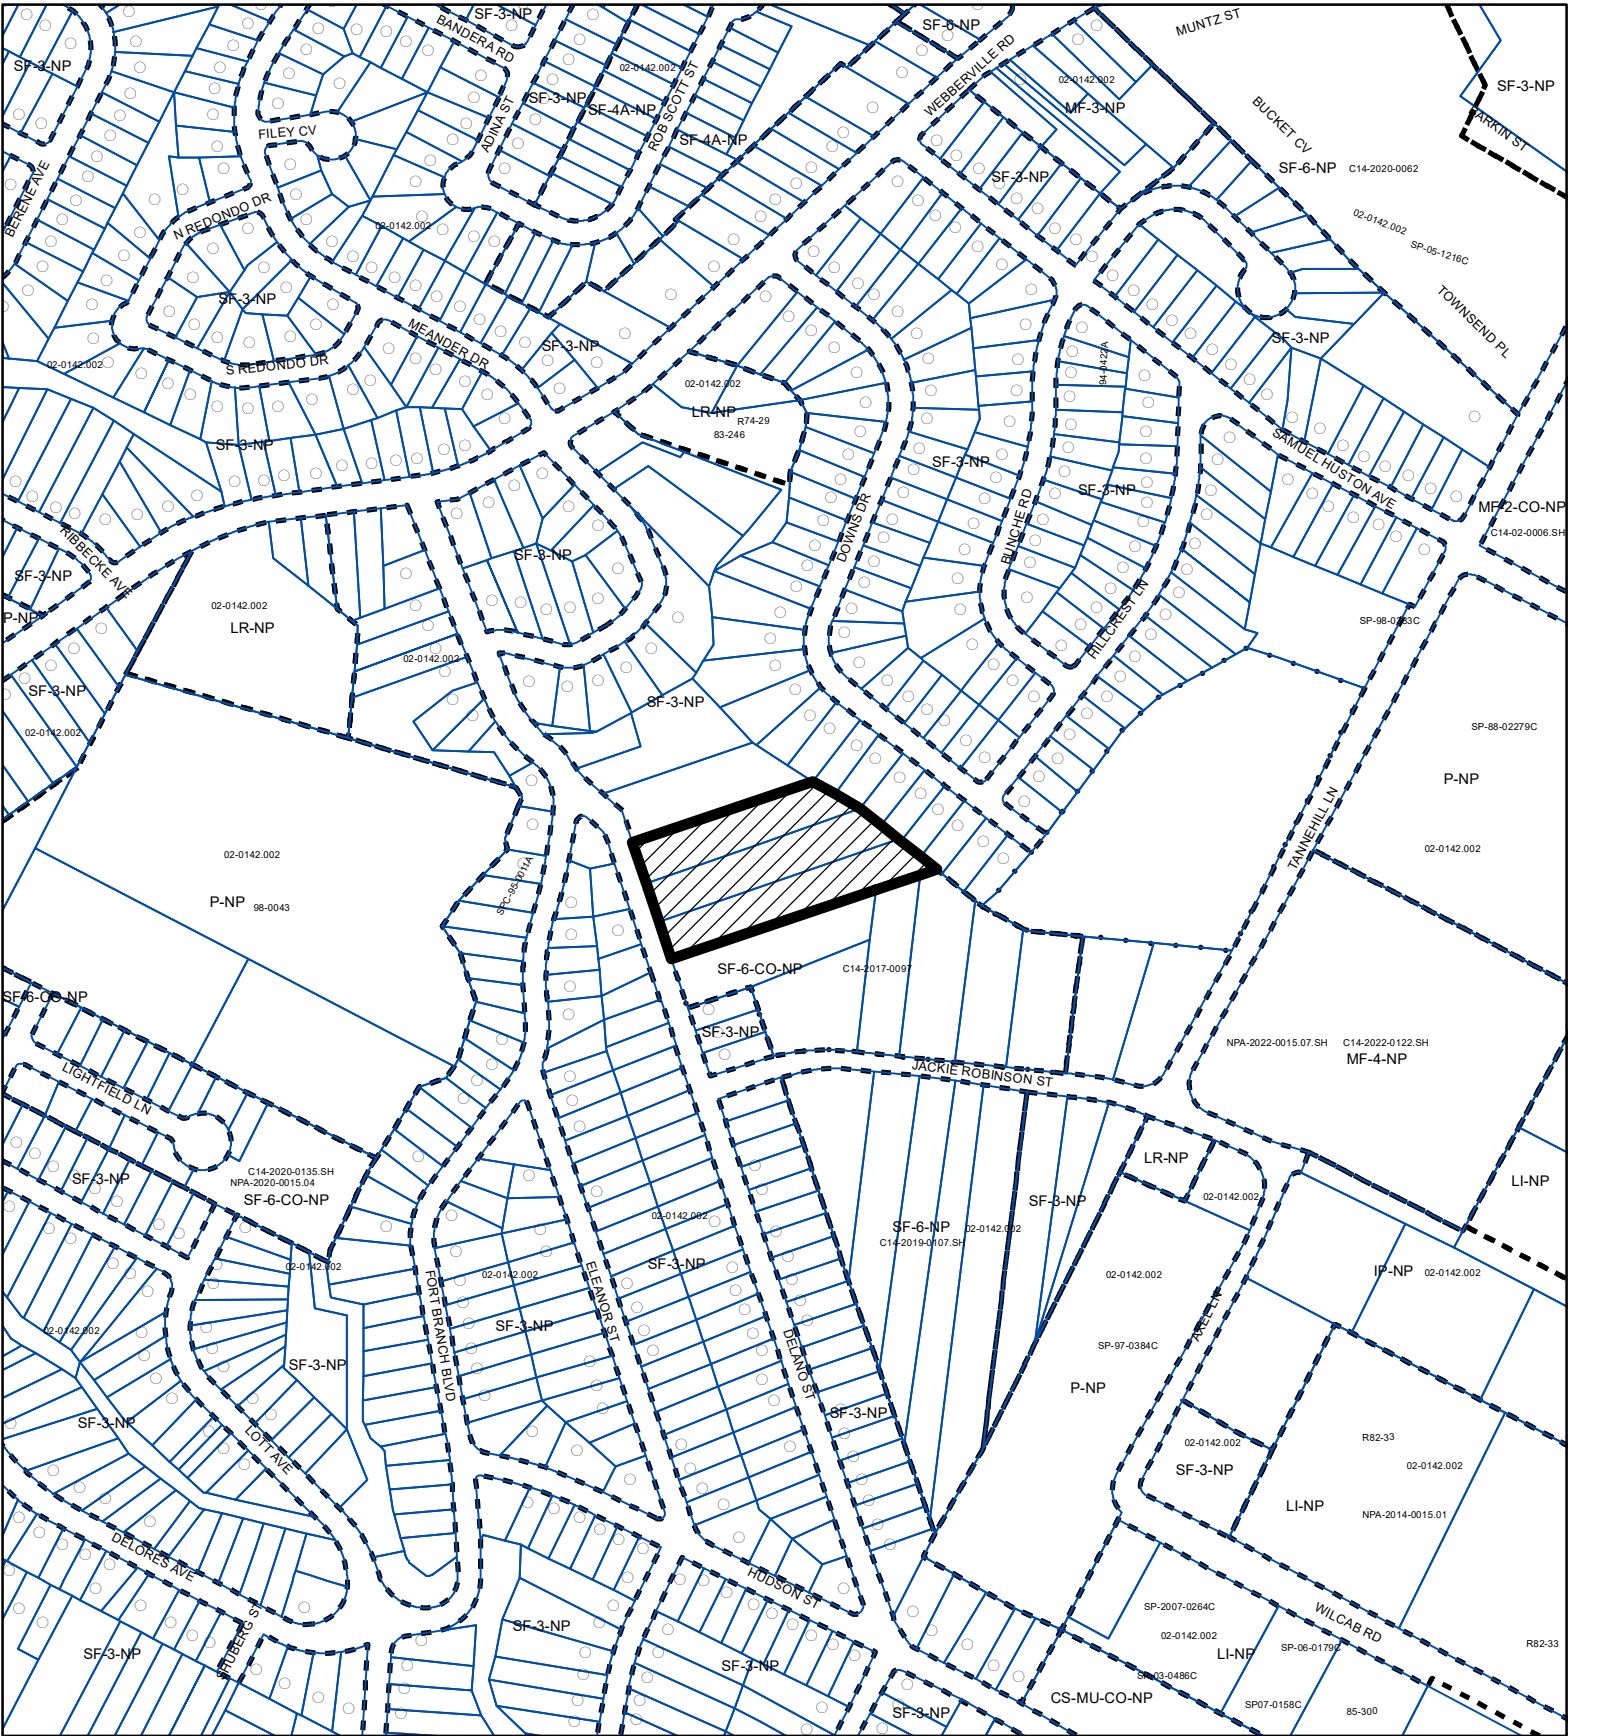 SF-3-NP
BANDERA RD
SF-6-NP
MUNTZ ST
SF-3-NP
02-0142.002
WEBBERVILLE RD
02-0142.002
MF-3-NP
SF-3-NP
SF-3-NP
SF-4A-NP
ROB SCOTT ST
SF-4A-NP
ADINA ST
FILEY CV
BUCKET CV
SF-6-NP
C14-2020-0062
SF-3-NP
BERENE AVE
N REDONDO DR
02-0142.002
02-0142.002
SP-05-1216C
SF-3-NP
TOWNSEND PL
MEANDER DR
SF-3-NP
SF-3-NP
02-0142.002
S REDONDO DR
94-0422A
02-0142.002
LR-NP
R74-29
83-246
SF-3-NP
SF-3-NP
SF-3-NP
SAMUEL HUSTON AVE
MF-2-CO-NP
C14-02-0006.SH
DOWNS DR
BUNCHE RD
RIBBECKE AVE
SF-3-NP
SF-3-NP
HILLCREST LN
P-NP
02-0142.002
LR-NP
02-0142.002
SF-3-NP
SF-3-NP
02-0142.002
SP-88-02279C
P-NP
TANNEHILL LN
02-0142.002
02-0142.002
P-NP
98-0043
SPC-95-0011A
SF-6-CO-NP
C14-2017-0097
SF-6-CO-NP
SF-3-NP
NPA-2022-0015.07.SH
C14-2022-0122.SH
MF-4-NP
JACKIE ROBINSON ST
LIGHTFIELD LN
LR-NP
C14-2020-0135.SH
NPA-2020-0015.04
SF-6-CO-NP
SF-3-NP
02-0142.002
LI-NP
SF-3-NP
02-0142.002
SF-6-NP
02-0142.002
C14-2019-0107.SH
02-0142.002
02-0142.002
SF-3-NP
02-0142.002
IP-NP
02-0142.002
FORT BRANCH BLVD
ELEANOR ST
AXEL LN
02-0142.002
SF-3-NP
SP-97-0384C
DELANO ST
SF-3-NP
P-NP
SF-3-NP
SF-3-NP
LOTT AVE
R82-33
02-0142.002
02-0142.002
SF-3-NP
LI-NP
NPA-2014-0015.01
DELORES AVE
HUDSON ST
SP-2007-0264C
WILCAB RD
SHUBERG ST
SF-3-NP
02-0142.002
SP-06-0179C
R82-33
SF-3-NP
LI-NP
SF-3-NP
SP-03-0486C
CS-MU-CO-NP
SP07-0158C
85-300
SF-3-NP